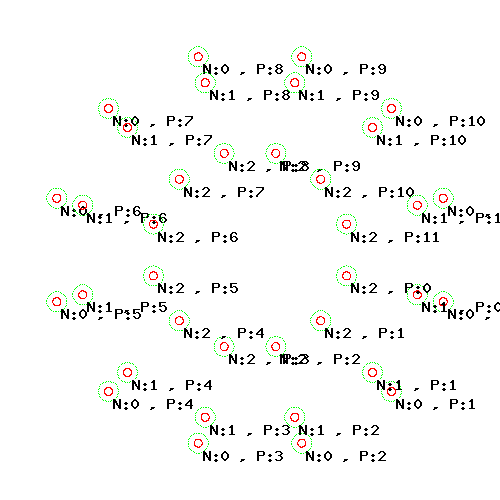 N:0 , P:8
N:0 , P:9
N:1 , P:8
N:1 , P:9
N:0 , P:7
N:0 , P:10
N:1 , P:7
N:1 , P:10
N:2 , P:8
N:2 , P:9
N:2 , P:7
N:2 , P:10
N:0 , P:6
N:1 , P:6
N:0 , P:1
N:1 , P:1
N:2 , P:6
N:2 , P:11
N:2 , P:5
N:2 , P:0
N:1 , P:5
N:0 , P:5
N:1 , P:0
N:0 ,
N:2 , P:4
N:2 , P:1
N:2 , P:3
N:2 , P:2
N:1 , P:4
N:1 , P:1
N:0 , P:4
N:0 , P:1
N:1 , P:3
N:1 , P:2
N:0 , P:3
N:0 , P:2